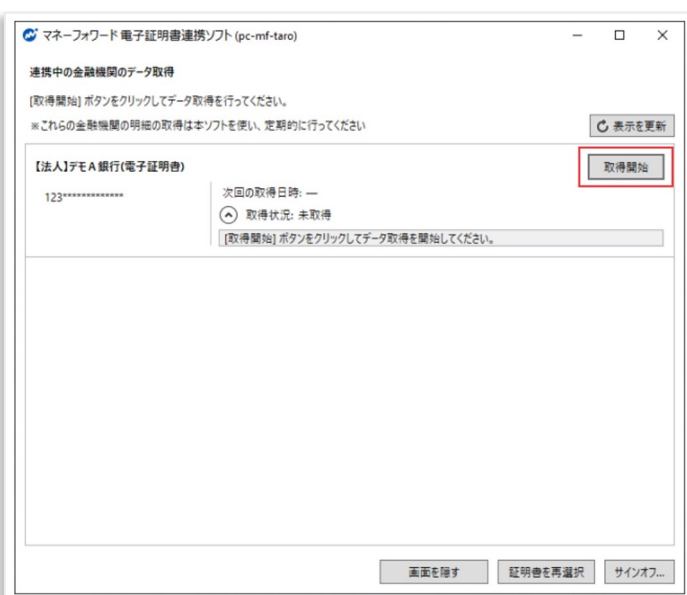 マネーフォワード 電子証明書連携ソフト (pc-mf-taro)
連携中の金融機関のデータ取得
[取得開始] ボタンをクリックしてデータ取得を行ってください。
※これらの金融機関の明細の取得は本ソフトを使い、定期的に行ってください
表示を更新
【法人】デモA銀行(電子証明書)
取得開始
123*************
次回の取得日時: ―
取得状況: 未取得
[取得開始] ボタンをクリックしてデータ取得を開始してください。
画面を隠す
証明書を再選択
サインオフ...